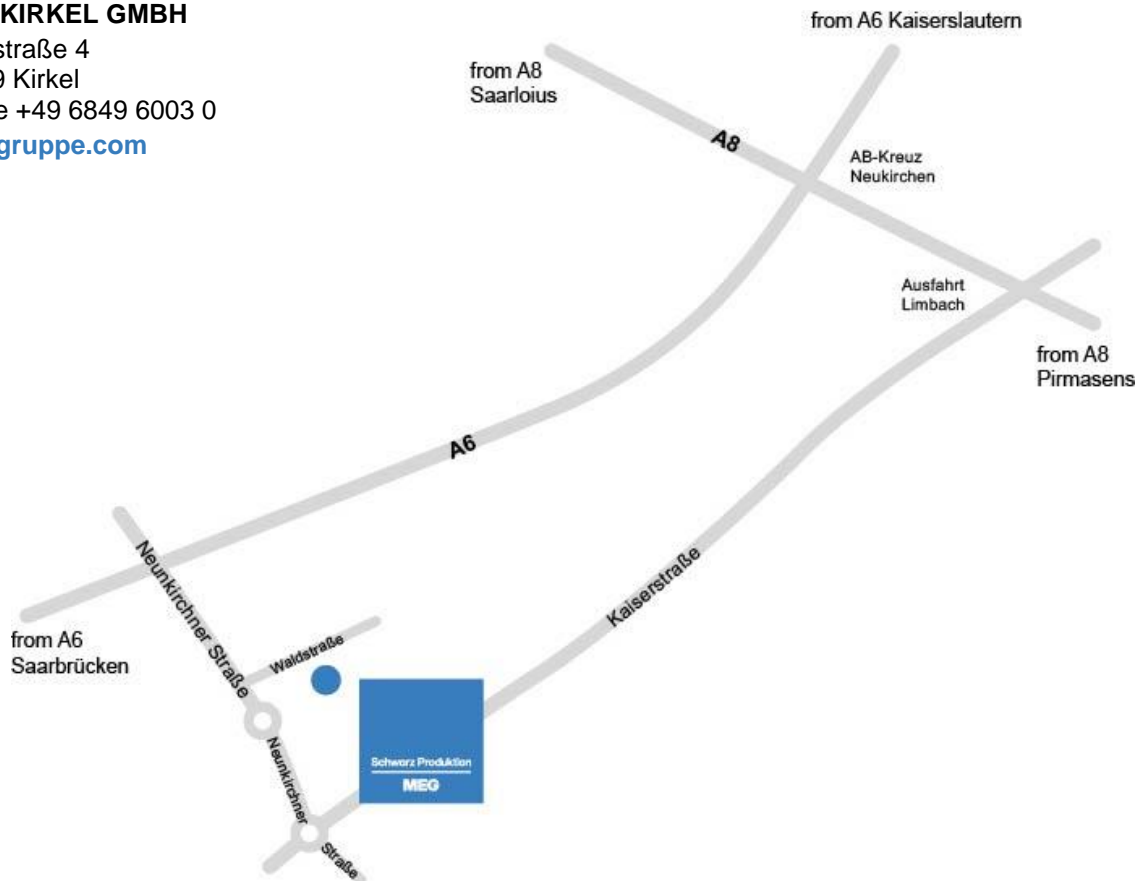 KIRKEL GMBH
straße 4
9 Kirkel
e +49 6849 6003 0
gruppe.com
from A6 Kaiserslautern
from A8
Saarloius
A8
AB-Kreuz
Neukirchen
Ausfahrt
Limbach
from A8
Pirmasens
A6
Neunkirchner Straße
Kaiserstraße
from A6
Saarbrücken
Waldstraße
Schwarz Produktion
MEG
Neunkirchner
Straße